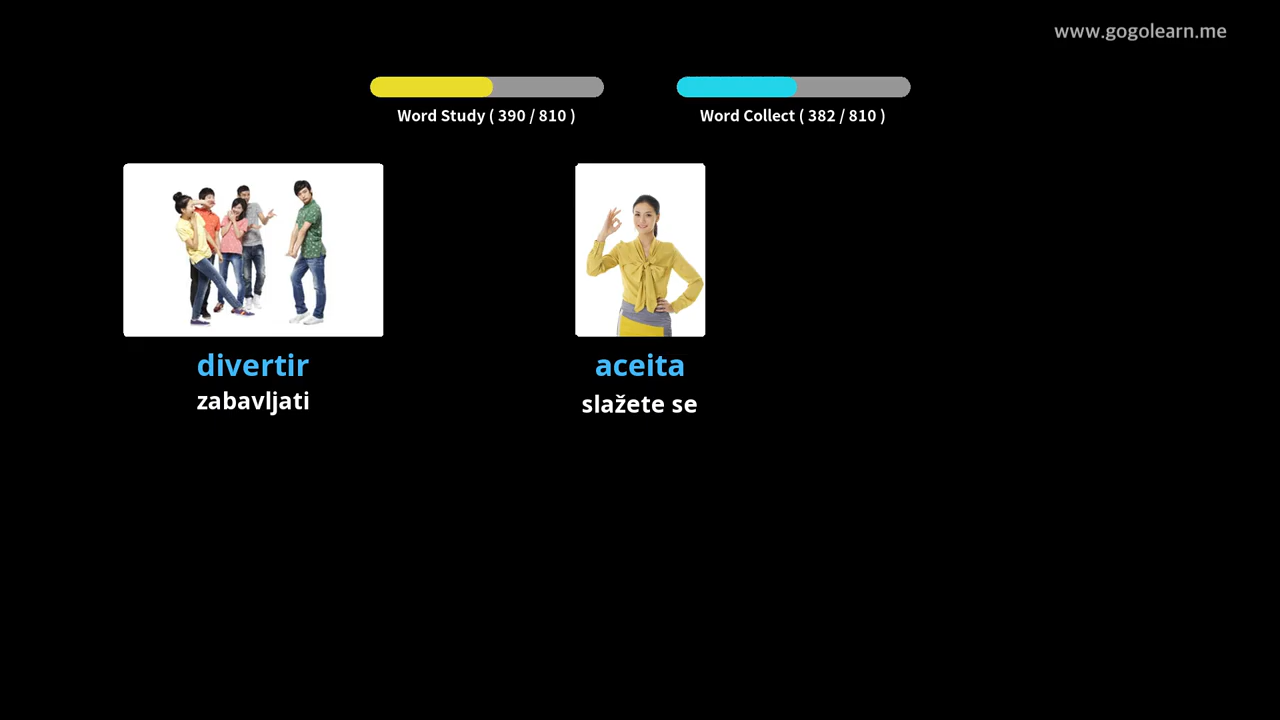 www.gogolearn.me
Word Study ( 390 / 810 )
Word Collect ( 382 / 810 )
divertir
zabavljati
aceita
slažete se